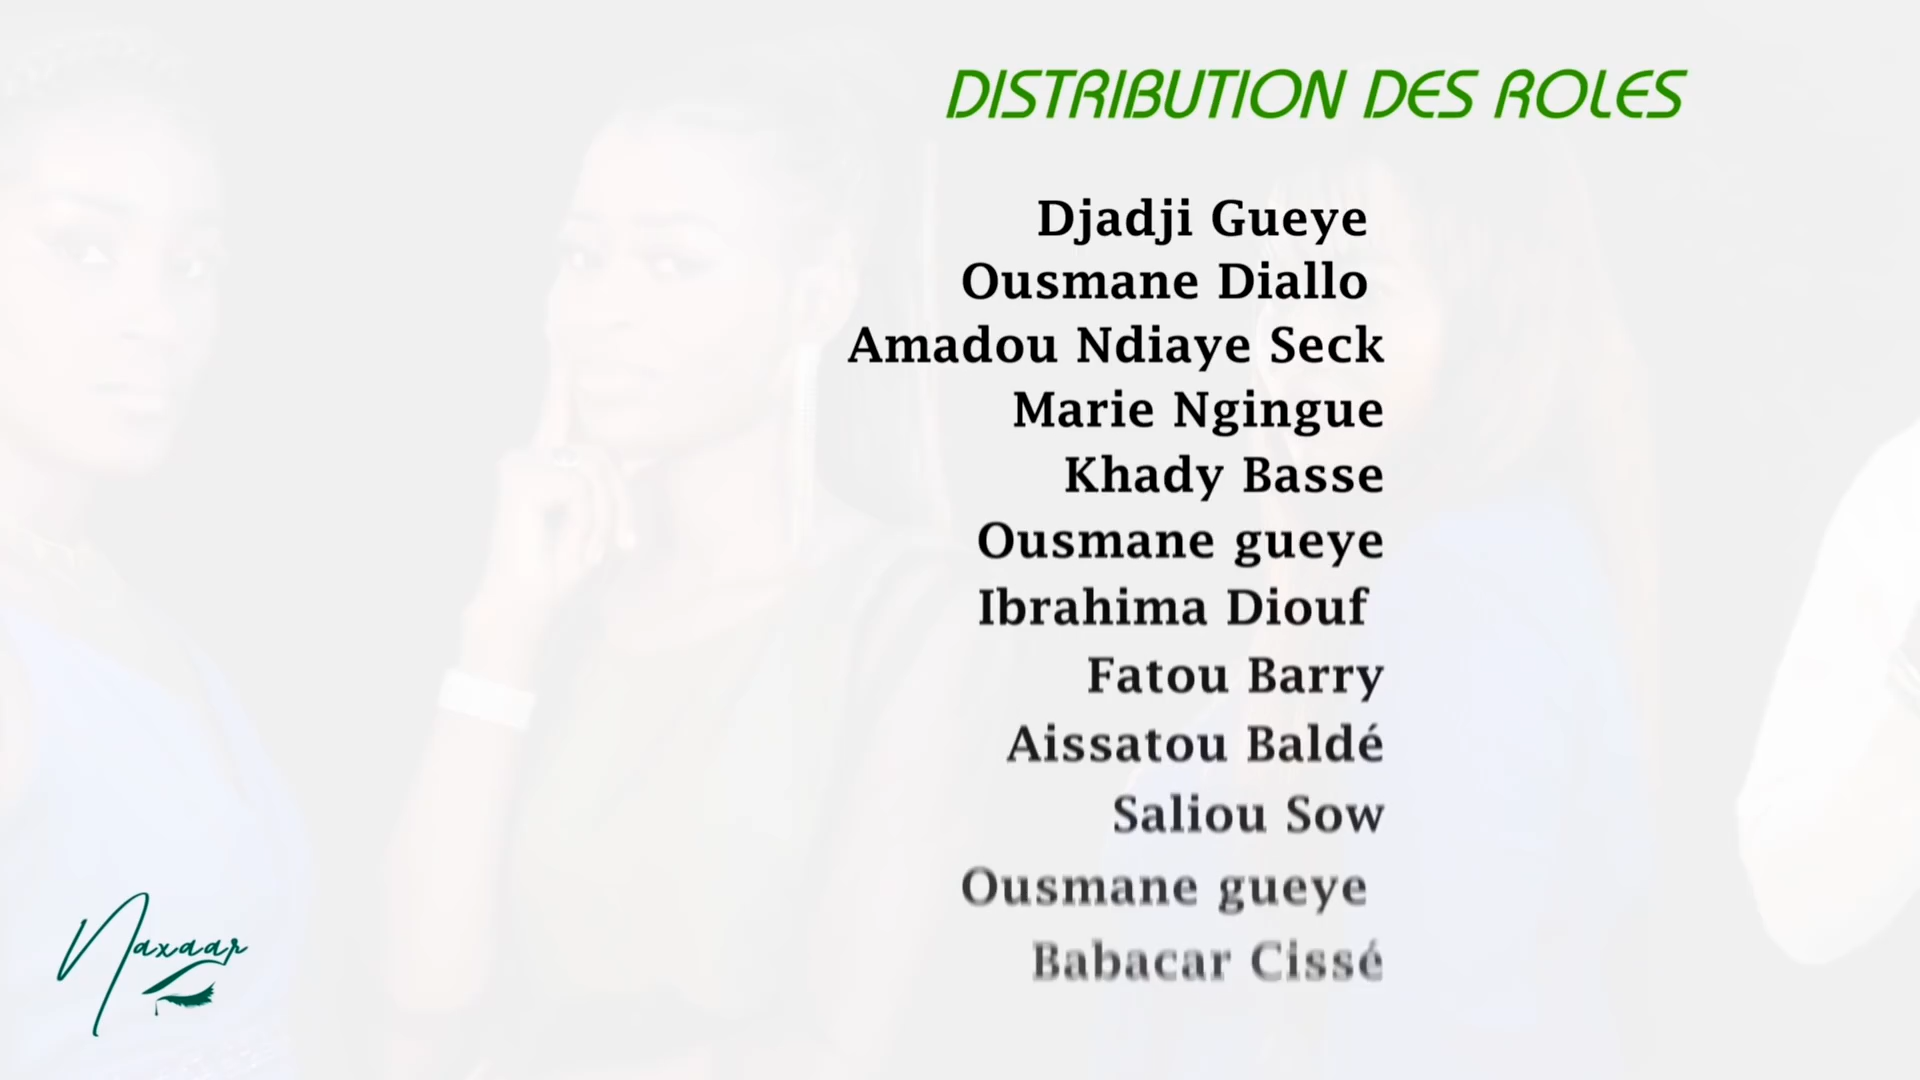 DISTRIBUTION DES ROLES
Djadji Gueye
Ousmane Diallo
Amadou Ndiaye Seck
Marie Ngingue
Khady Basse
Ousmane gueye
Ibrahima Diouf
Fatou Barry
Aissatou Baldé
Saliou Sow
Ousmane gueye
Babacar Cissé
Naxaar